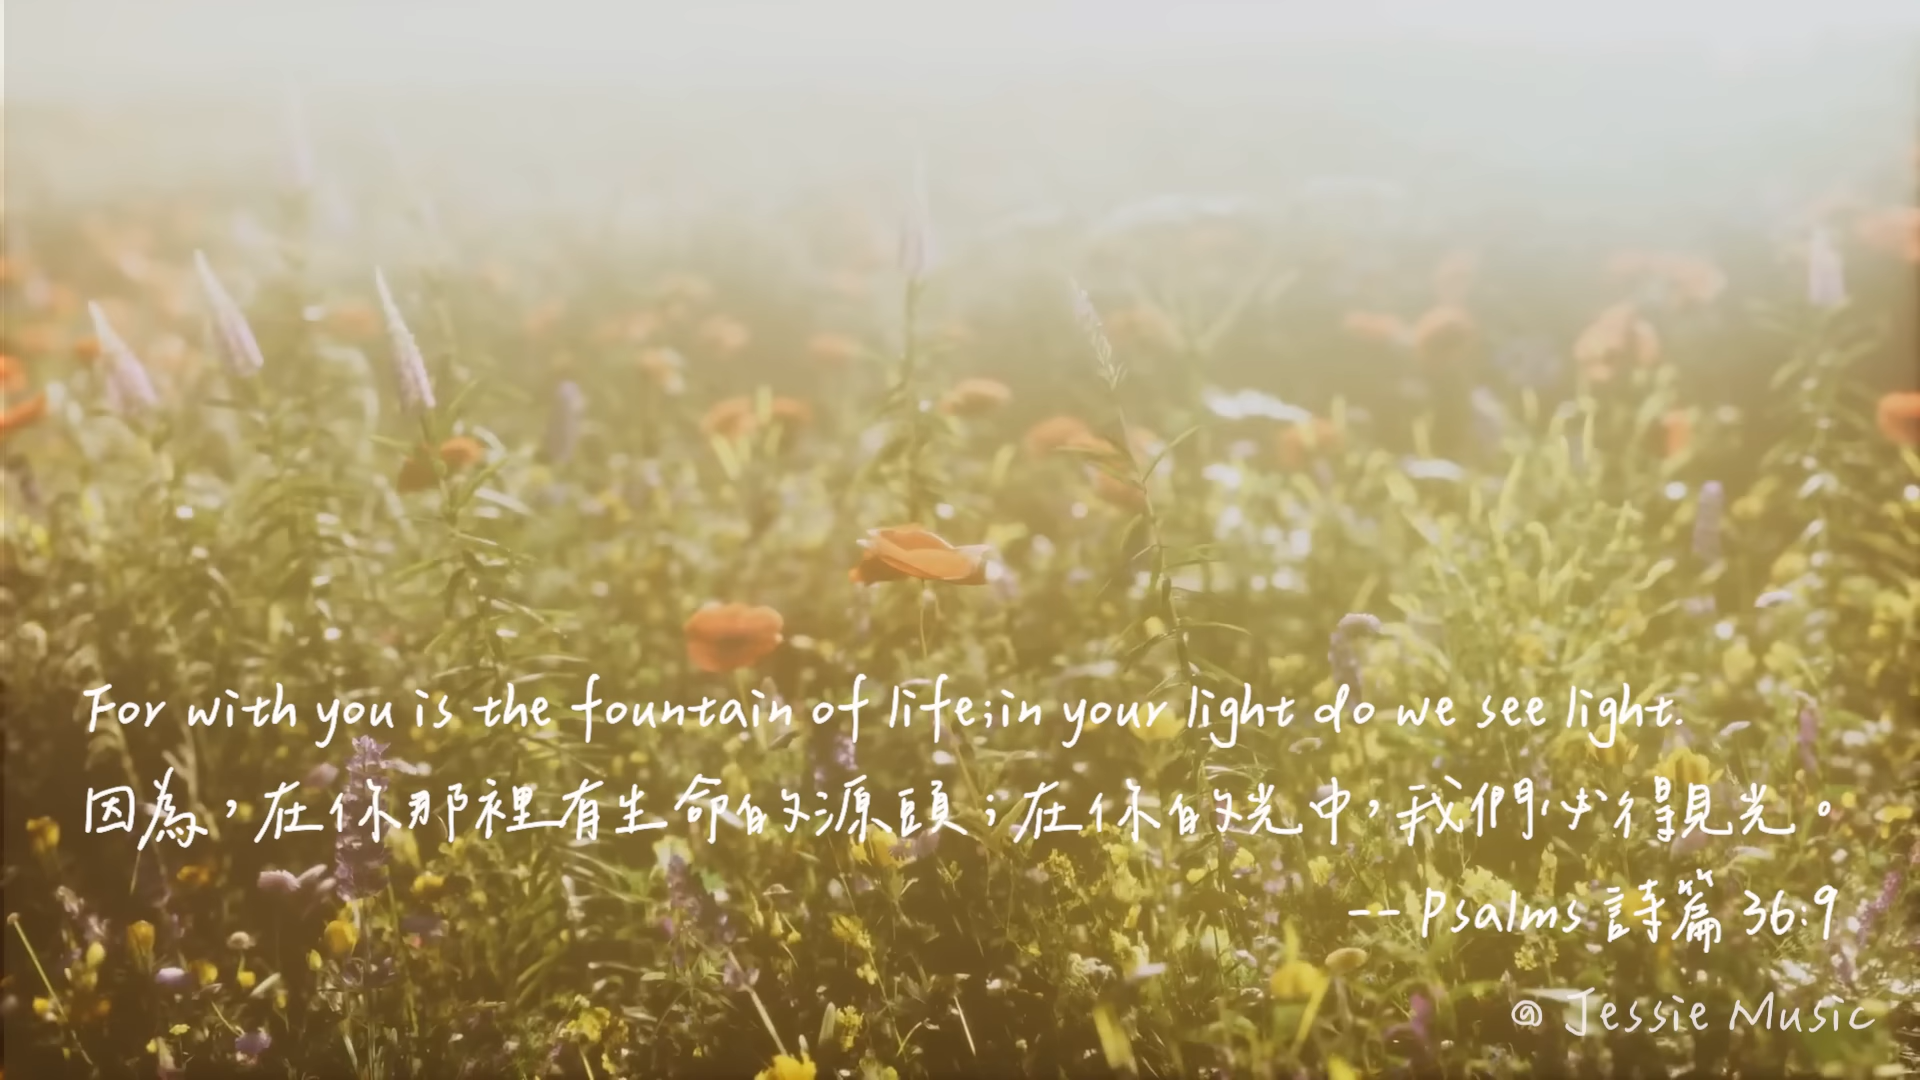 For with you is the fountain of life;in your light do we see light.
因為，在你那裡有生命的源頭；在你的光中，我們必得見光。
-- Psalms 詩篇 36:9
@ Jessie Music